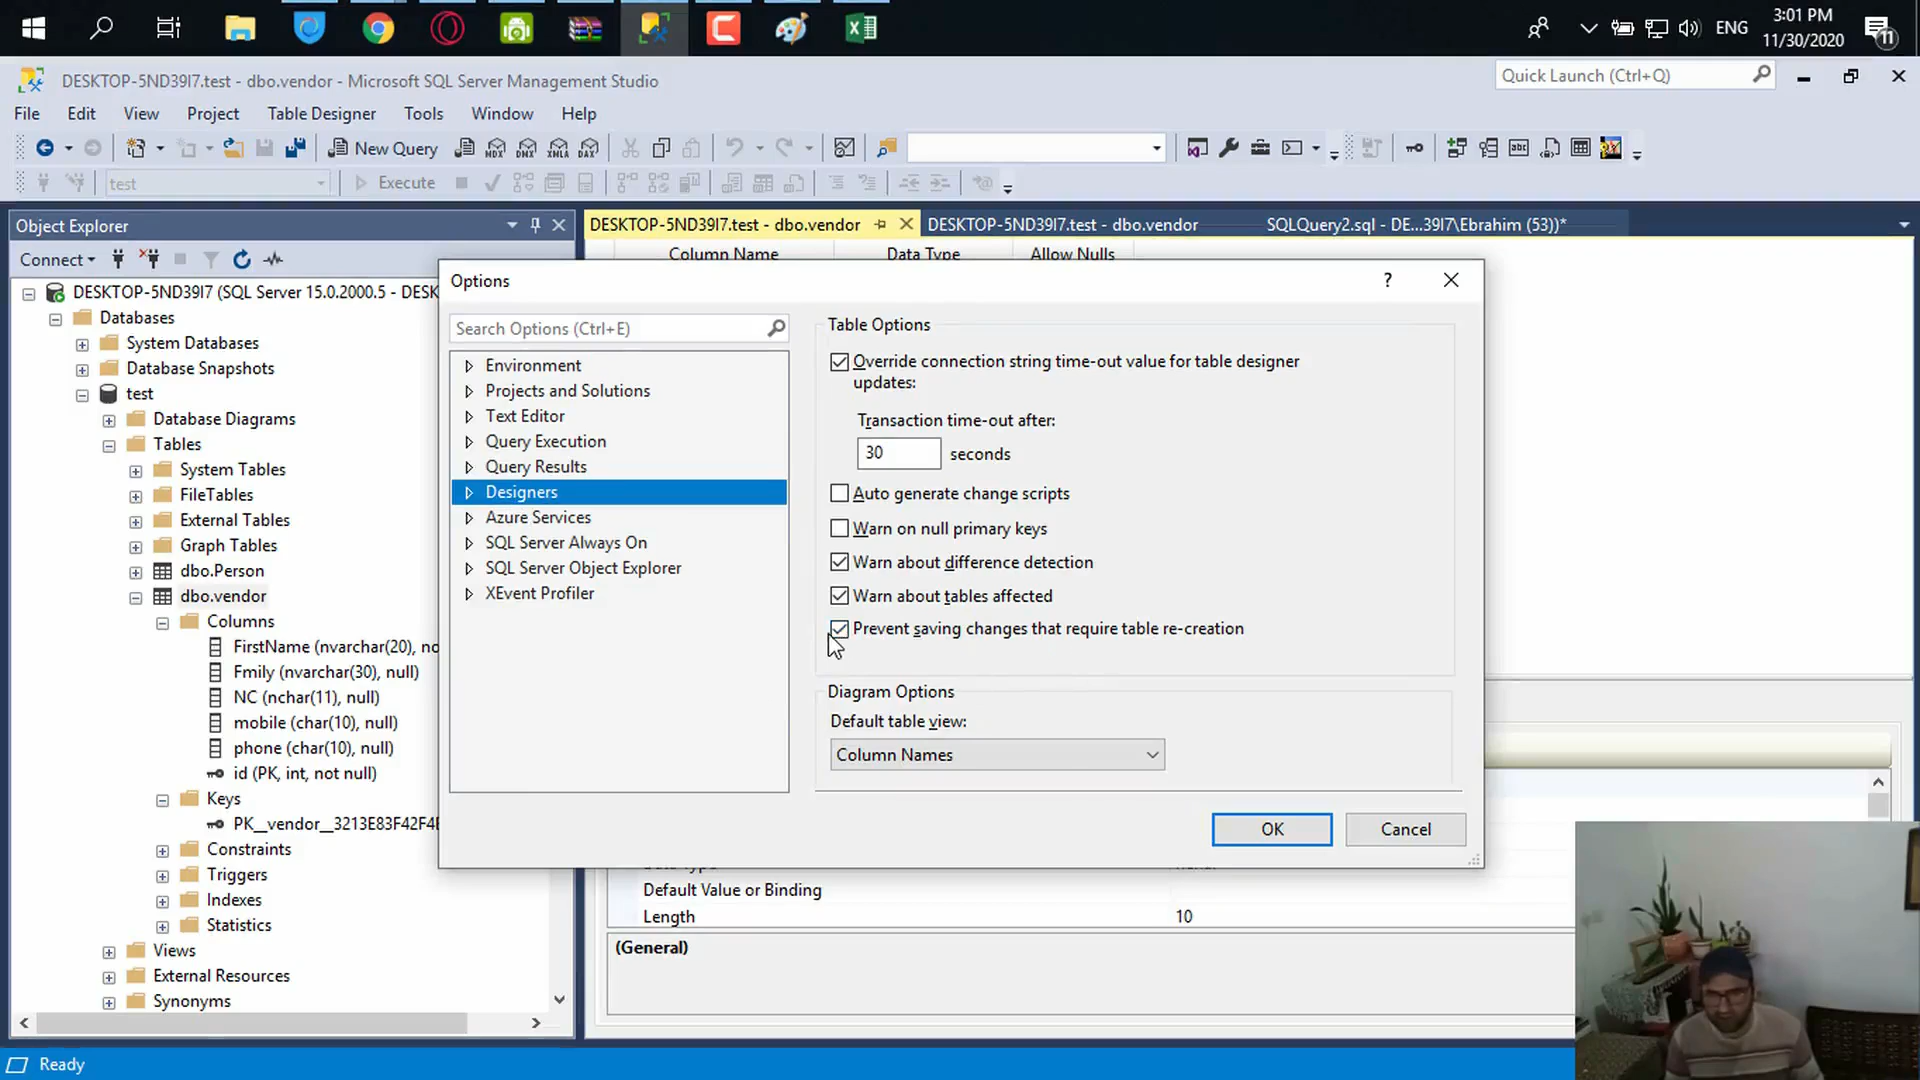 ENG
3:01 PM
11/30/2020
11
DESKTOP-5ND39I7.test - dbo.vendor - Microsoft SQL Server Management Studio
Quick Launch (Ctrl+Q)
File Edit View Project Table Designer Tools Window Help
New Query MDX DMX XMLA DAX
test Execute
Object Explorer
DESKTOP-5ND39I7.test - dbo.vendor DESKTOP-5ND39I7.test - dbo.vendor SQLQuery2.sql - DE...39I7\Ebrahim (53))*
Connect
Column Name Data Type Allow Nulls
DESKTOP-5ND39I7 (SQL Server 15.0.2000.5 - DESK
Databases
System Databases
Database Snapshots
test
Database Diagrams
Tables
System Tables
FileTables
External Tables
Graph Tables
dbo.Person
dbo.vendor
Columns
FirstName (nvarchar(20), no
Fmily (nvarchar(30), null)
NC (nchar(11), null)
mobile (char(10), null)
phone (char(10), null)
id (PK, int, not null)
Keys
PK__vendor__3213E83F42F4E
Constraints
Triggers
Indexes
Statistics
Views
External Resources
Synonyms
Options
?
Search Options (Ctrl+E)
Environment
Projects and Solutions
Text Editor
Query Execution
Query Results
Designers
Azure Services
SQL Server Always On
SQL Server Object Explorer
XEvent Profiler
Table Options
Override connection string time-out value for table designer
updates:
Transaction time-out after:
30 seconds
Auto generate change scripts
Warn on null primary keys
Warn about difference detection
Warn about tables affected
Prevent saving changes that require table re-creation
Diagram Options
Default table view:
Column Names
OK Cancel
Default Value or Binding
Length 10
(General)
Ready